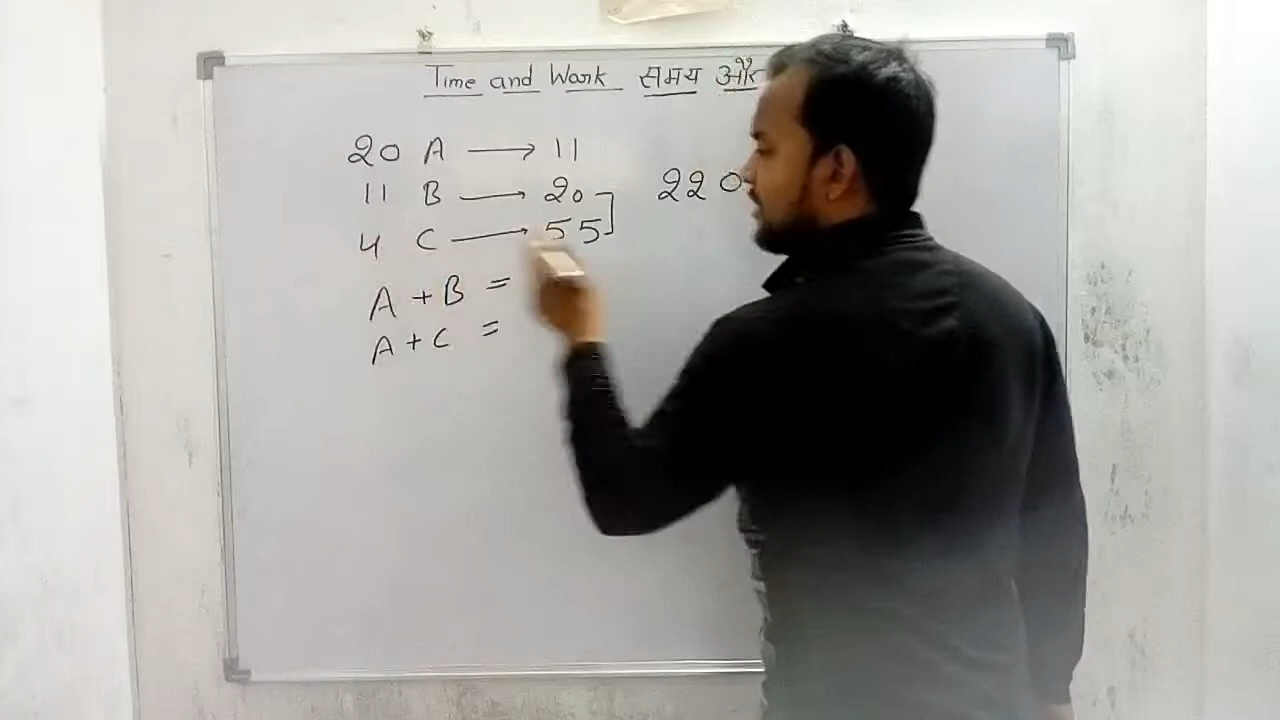 Time and Work समय और
20 A → 11
11 B → 20
4 C → 55
220
A + B =
A + C =